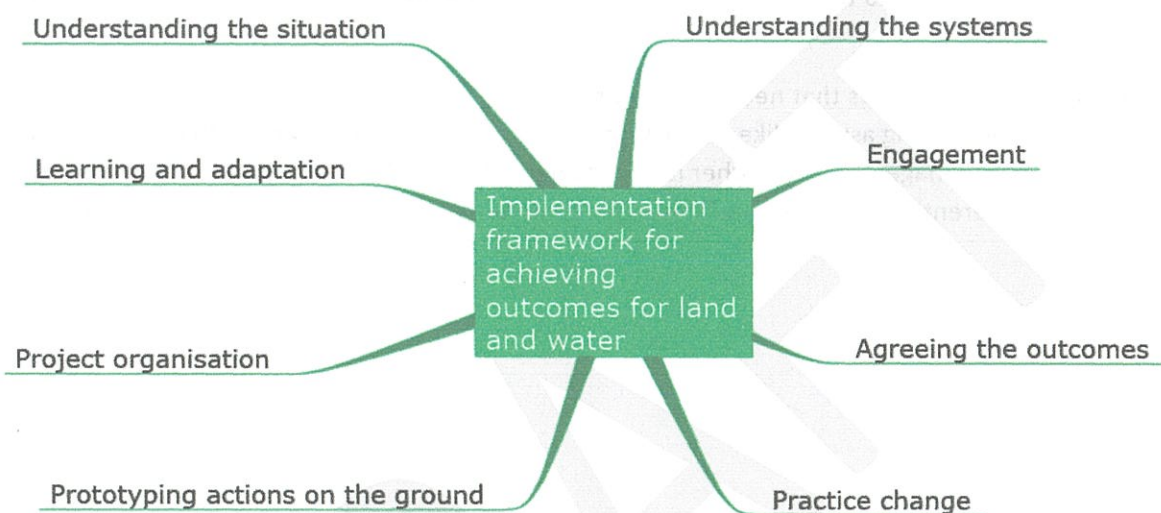 Understanding the situation
Understanding the systems
Learning and adaptation
Engagement
Implementation
framework for
achieving
outcomes for land
and water
Project organisation
Agreeing the outcomes
Prototyping actions on the ground
Practice change